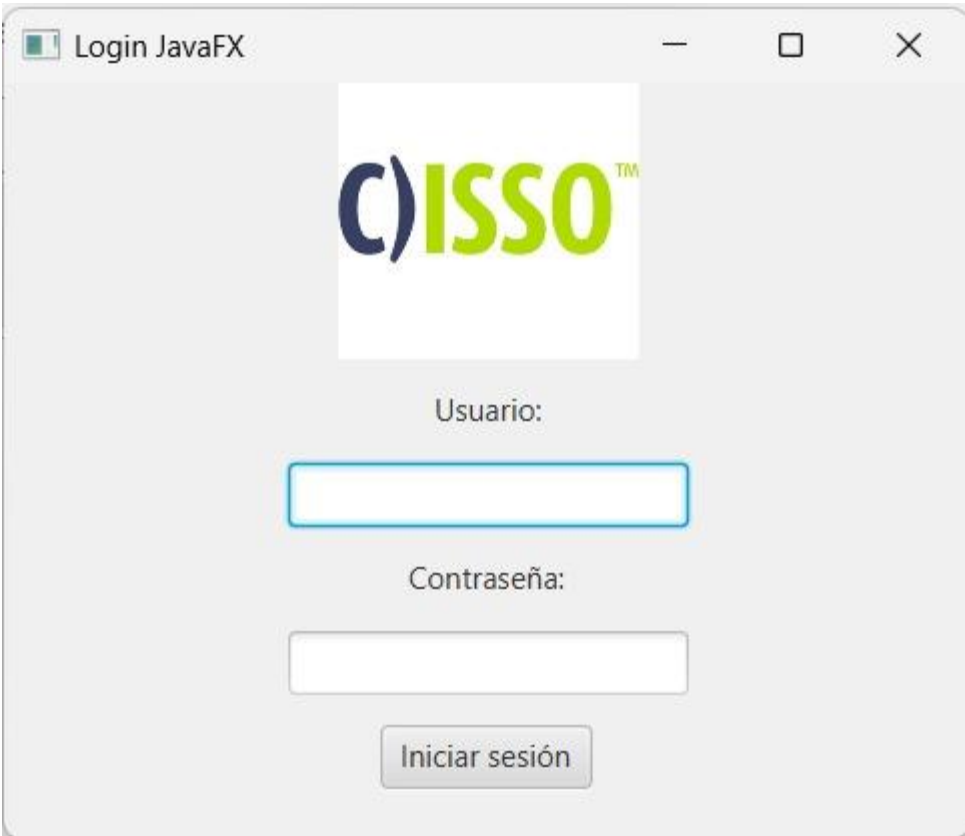 Login JavaFX
C)ISSO™
Usuario:
Contraseña:
Iniciar sesión